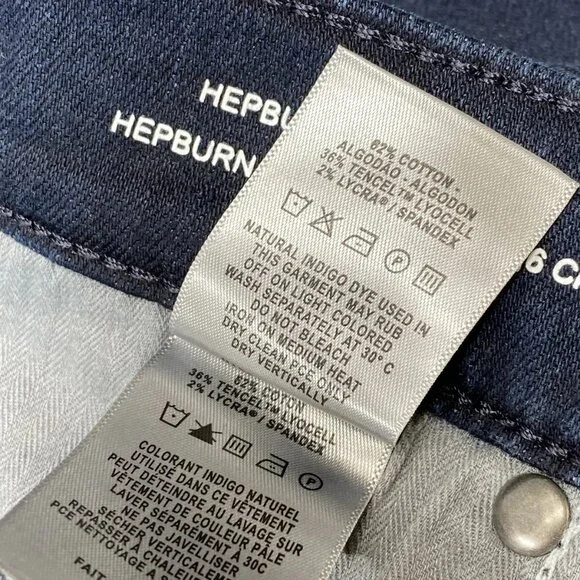 HEPBU
HEPBURN
6 C
62% COTTON -
ALGODAO - ALGODON
36% TENCEL™ LYOCELL
2% LYCRA® / SPANDEX
NATURAL INDIGO DYE USED IN
THIS GARMENT MAY RUB
OFF ON LIGHT COLORED
WASH SEPARATELY AT 30°C
DO NOT BLEACH
IRON ON MEDIUM HEAT
DRY CLEAN PCE ONLY
DRY VERTICALLY
62% COTTON
36% TENCEL™ LYOCELL
2% LYCRA® / SPANDEX
COLORANT INDIGO NATUREL
UTILISÉ DANS CE VÊTEMENT
PEUT DÉTEINDRE AU LAVAGE SUR
VÊTEMENT DE COULEUR PÂLE
LAVER SÉPARÉMENT À 30C
NE PAS JAVELLISER
REPASSER À CHALEUR
SÉCHER VERTICALEMENT
PCE NETTOYAGE À
FAIT